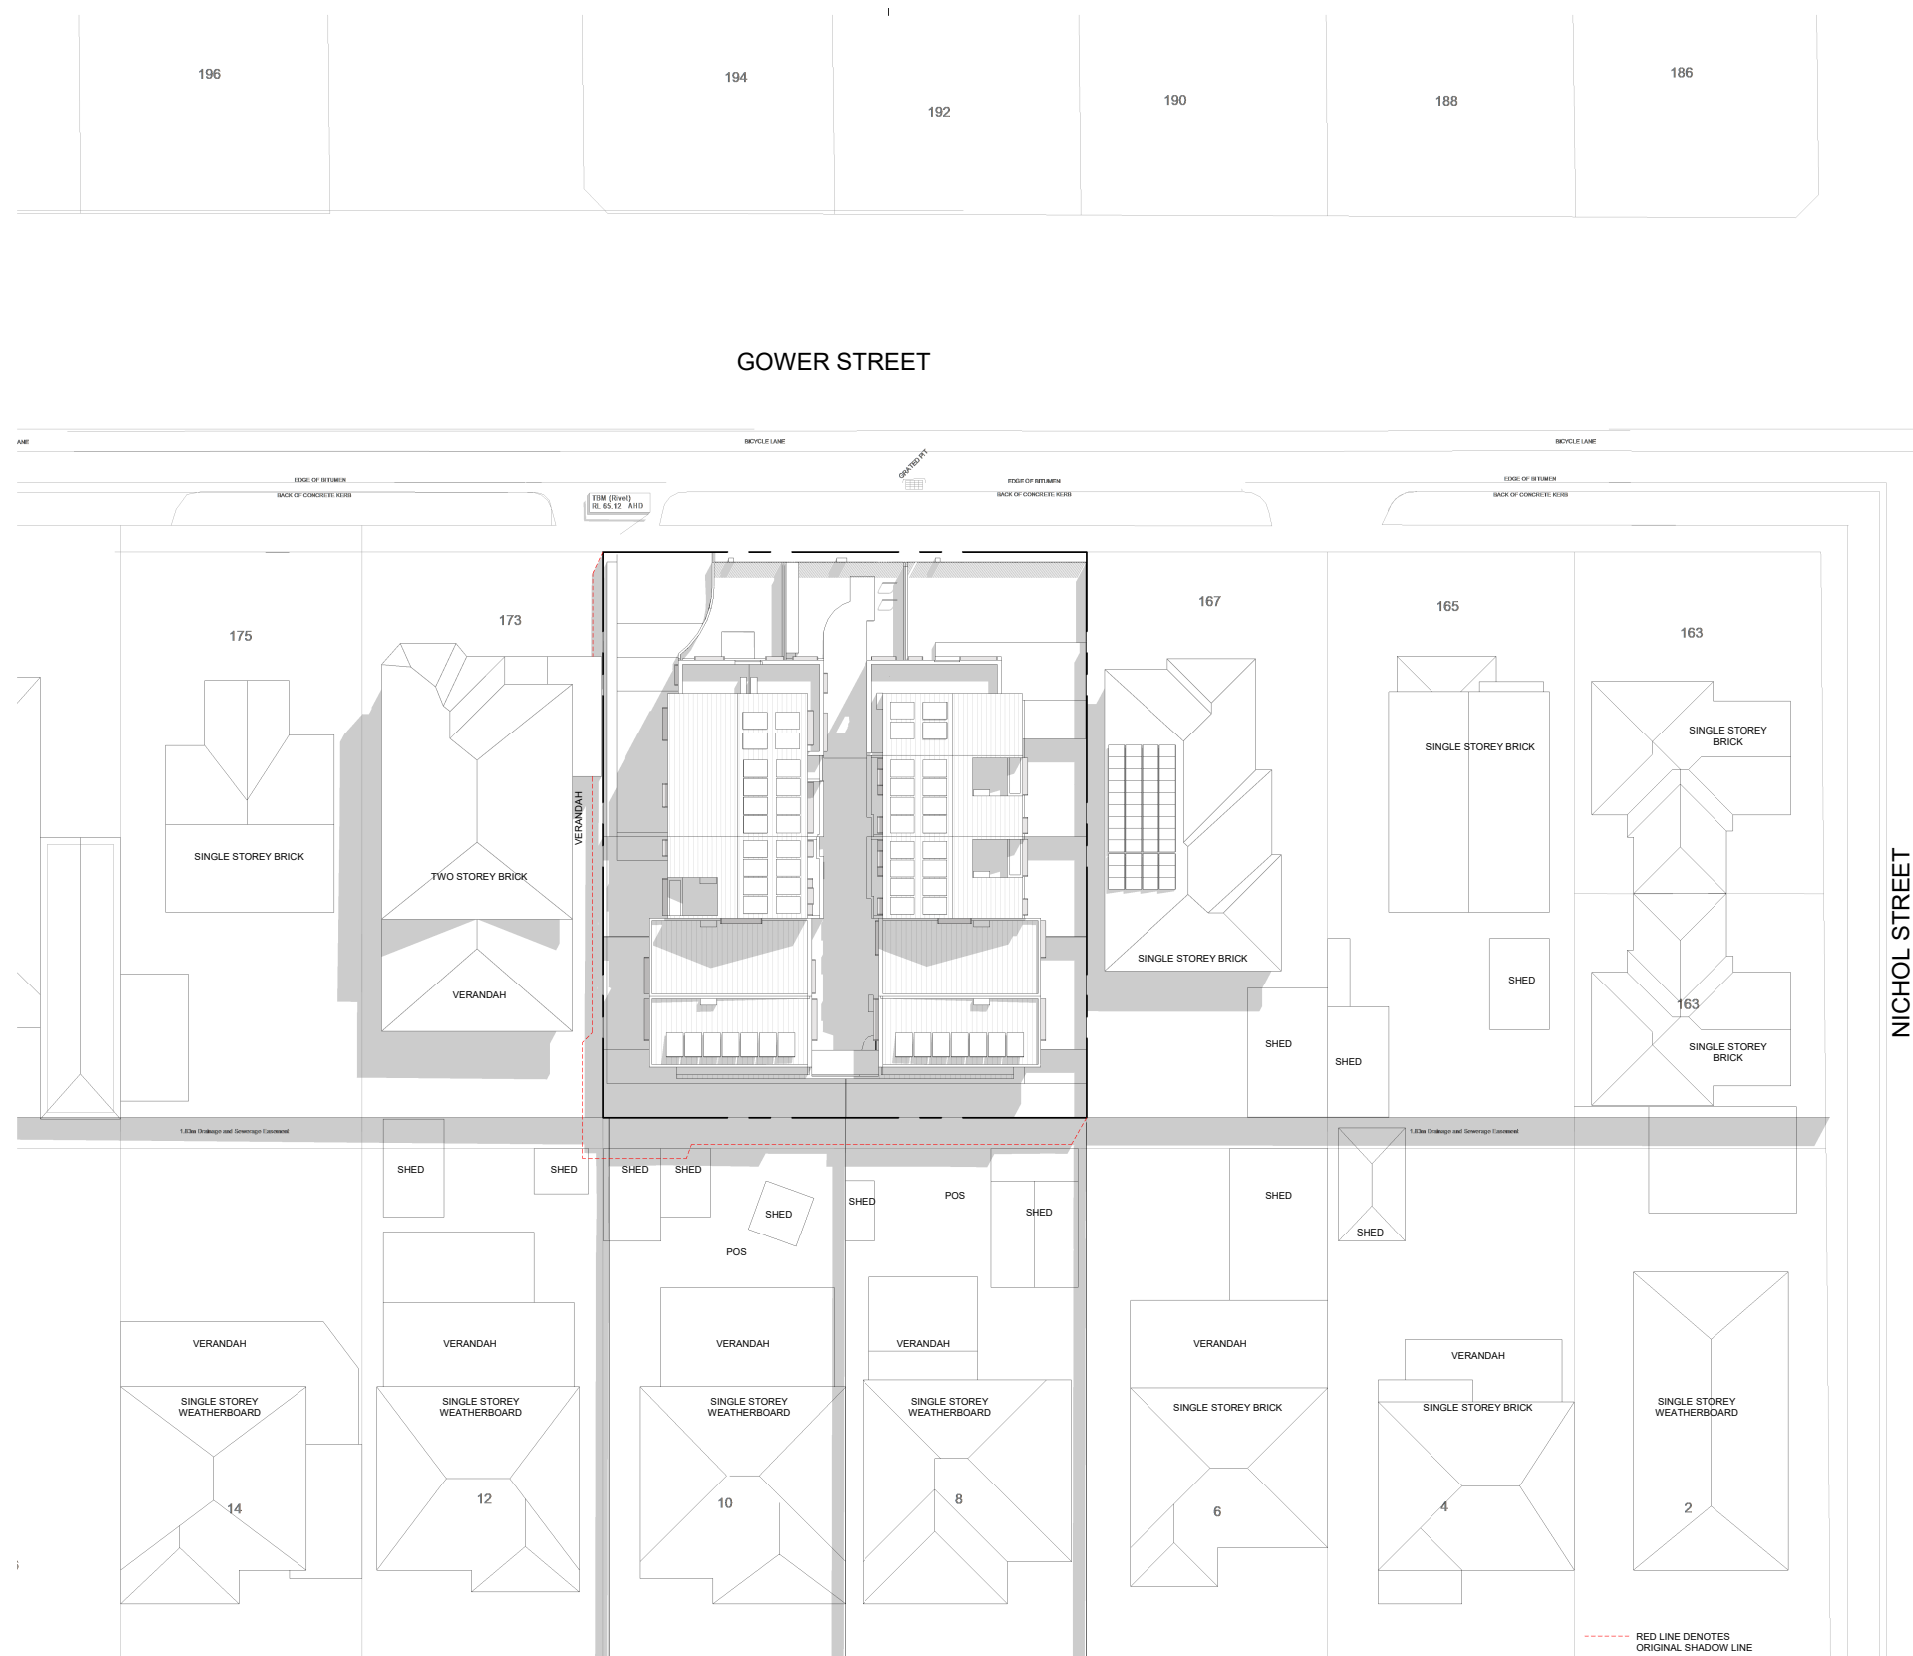 196
194
192
190
188
186
GOWER STREET
BICYCLE LANE
BICYCLE LANE
GRATED PIT
EDGE OF BITUMEN
BACK OF CONCRETE KERB
TBM (Rivet)
RL 65.12 AHD
EDGE OF BITUMEN
BACK OF CONCRETE KERB
EDGE OF BITUMEN
BACK OF CONCRETE KERB
175
173
167
165
163
SINGLE STOREY
BRICK
SINGLE STOREY BRICK
VERANDAH
SINGLE STOREY BRICK
TWO STOREY BRICK
NICHOL STREET
SINGLE STOREY BRICK
VERANDAH
SHED
163
SHED
SHED
SINGLE STOREY
BRICK
1.83m Drainage and Sewerage Easement
1.83m Drainage and Sewerage Easement
SHED
SHED
SHED
SHED
SHED
SHED
POS
SHED
SHED
SHED
POS
SHED
VERANDAH
VERANDAH
VERANDAH
VERANDAH
VERANDAH
VERANDAH
SINGLE STOREY
WEATHERBOARD
SINGLE STOREY
WEATHERBOARD
SINGLE STOREY
WEATHERBOARD
SINGLE STOREY
WEATHERBOARD
SINGLE STOREY BRICK
SINGLE STOREY BRICK
SINGLE STOREY
WEATHERBOARD
14
12
10
8
6
4
2
RED LINE DENOTES
ORIGINAL SHADOW LINE